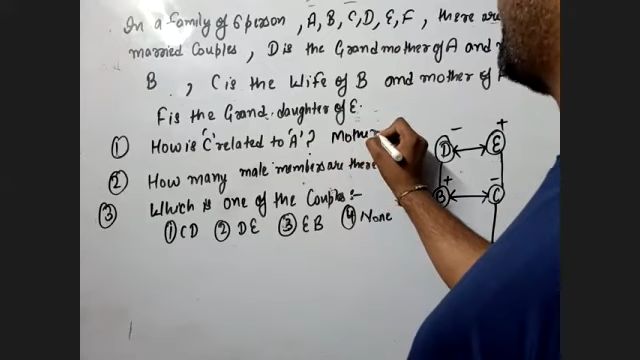 In a family of 6 person, A, B, C, D, E, F, there are
married Couples, D is the Grand mother of A and
B , C is the Wife of B and mother of
F is the Grand-daughter of E.
① How is 'C' related to 'A'? Mother
② How many male members are there
③ Which is one of the Couples:-
① CD ② DE ③ EB ④ None
D − E +
B + C −